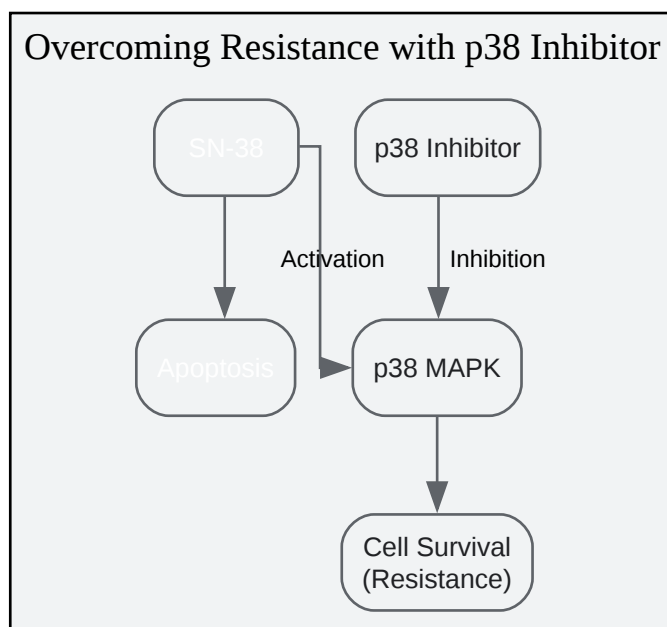 Overcoming Resistance with p38 Inhibitor
SN-38
p38 Inhibitor
Activation
Inhibition
Apoptosis
p38 MAPK
Cell Survival
(Resistance)